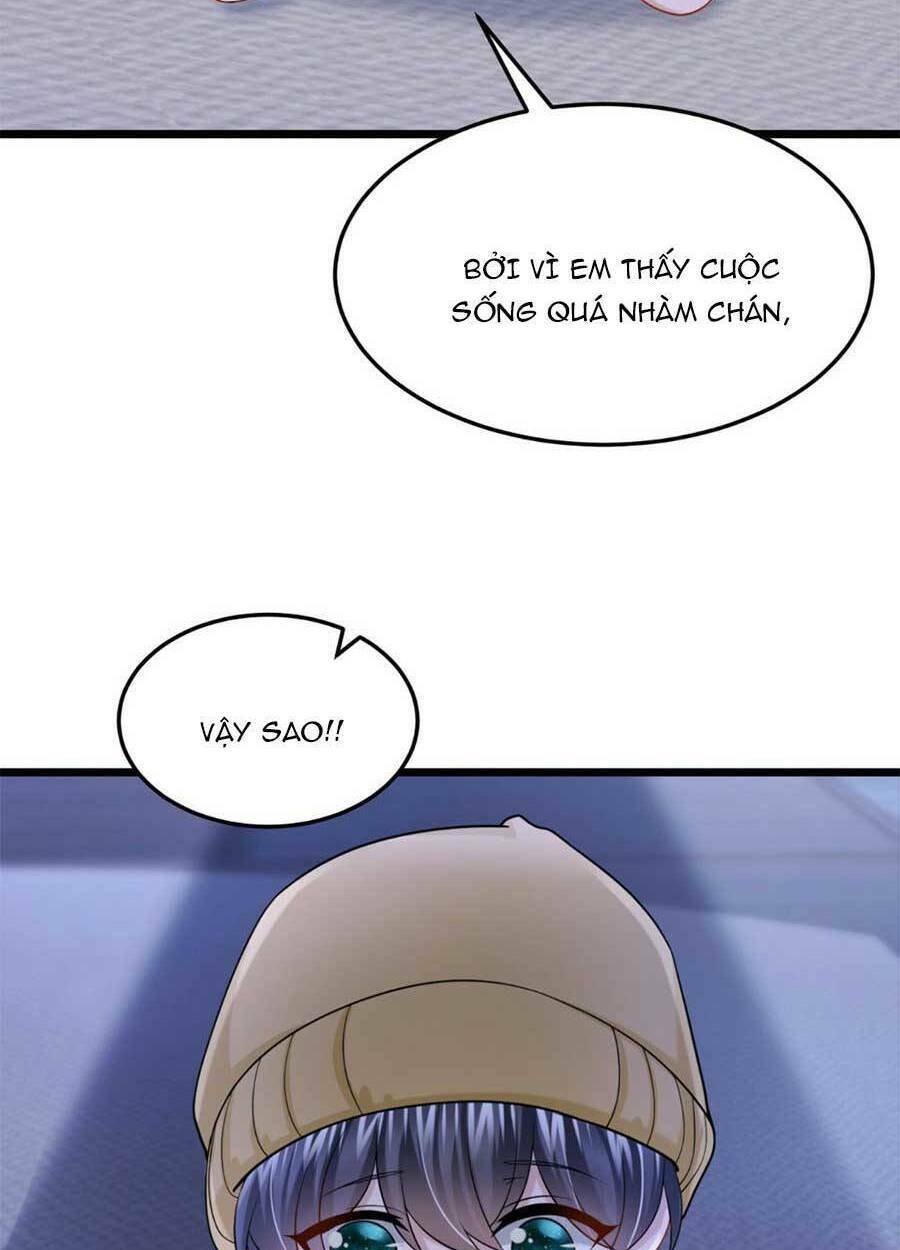 BỞI VÌ EM THẤY CUỘC
SỐNG QUÁ NHÀM CHÁN,
VẬY SAO!!